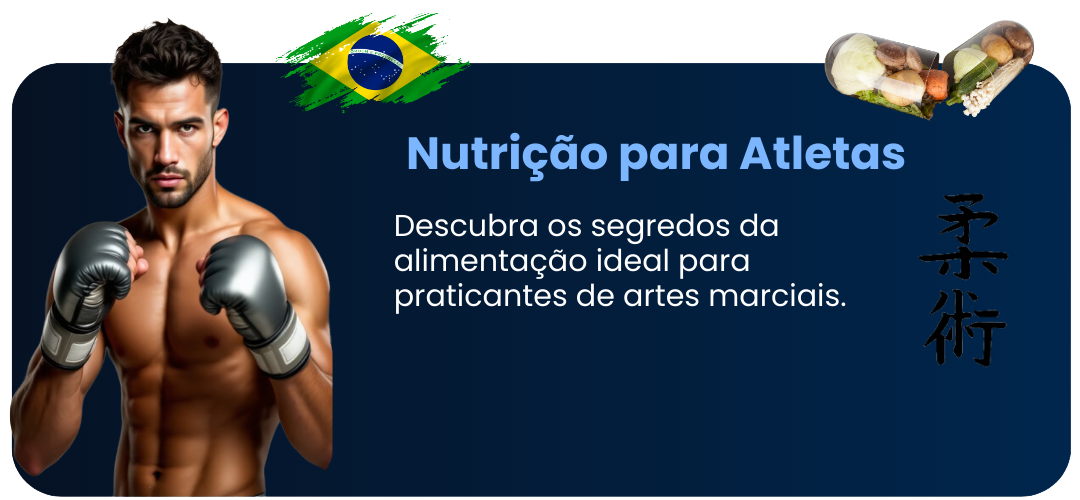 Nutrição para Atletas
Descubra os segredos da
alimentação ideal para
praticantes de artes marciais.
柔
術